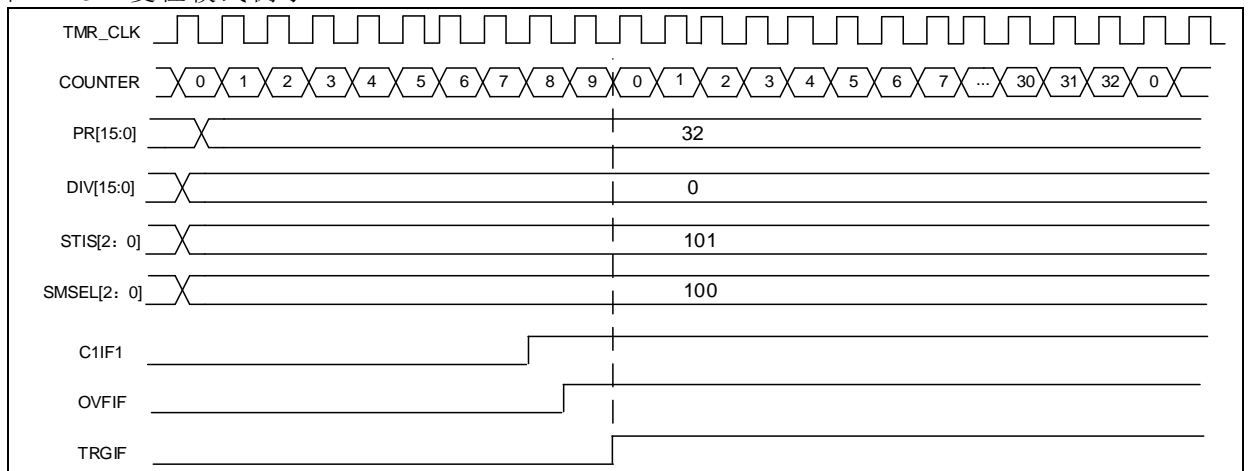 TMR_CLK
COUNTER 0 1 2 3 4 5 6 7 8 9 0 1 2 3 4 5 6 7 ... 30 31 32 0
PR[15:0] 32
DIV[15:0] 0
STIS[2：0] 101
SMSEL[2：0] 100
C1IF1
OVFIF
TRGIF